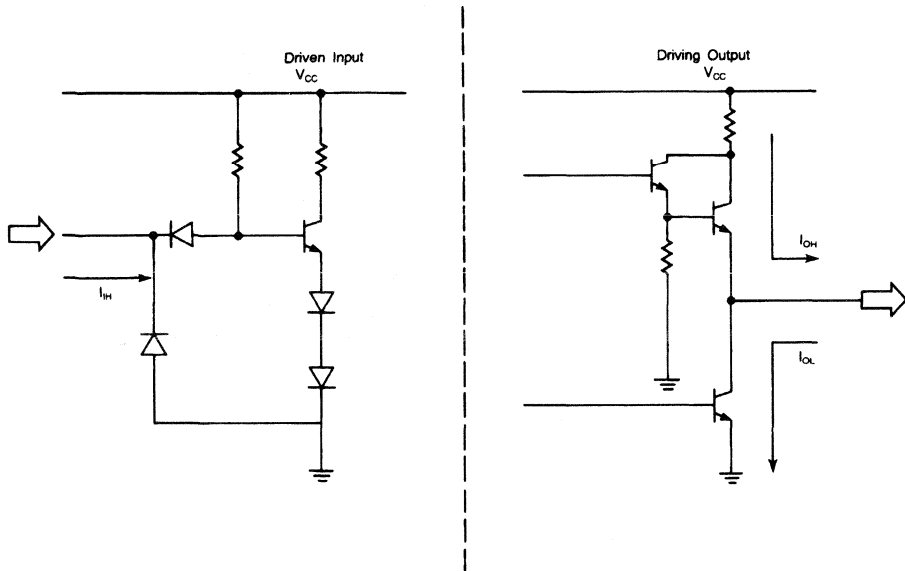 Driven Input
VCC
IIH
Driving Output
VCC
IOH
IOL